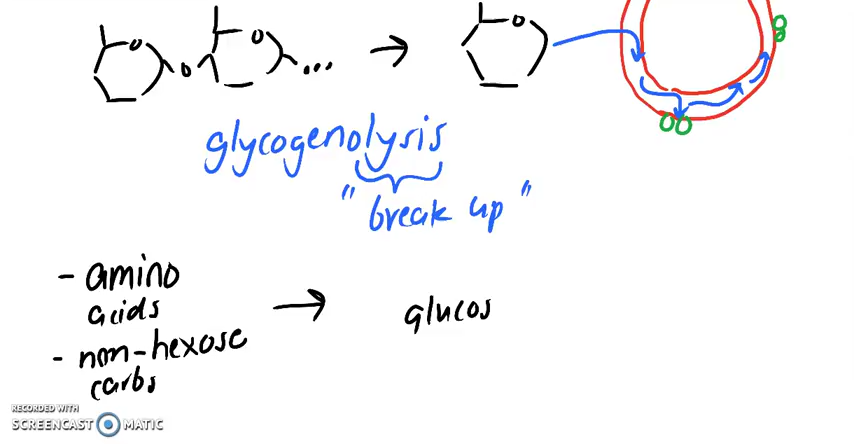 glycogenolysis
" break up "
- amino
acids
- non-hexose
carbs
glucos
RECORDED WITH
SCREENCAST MATIC